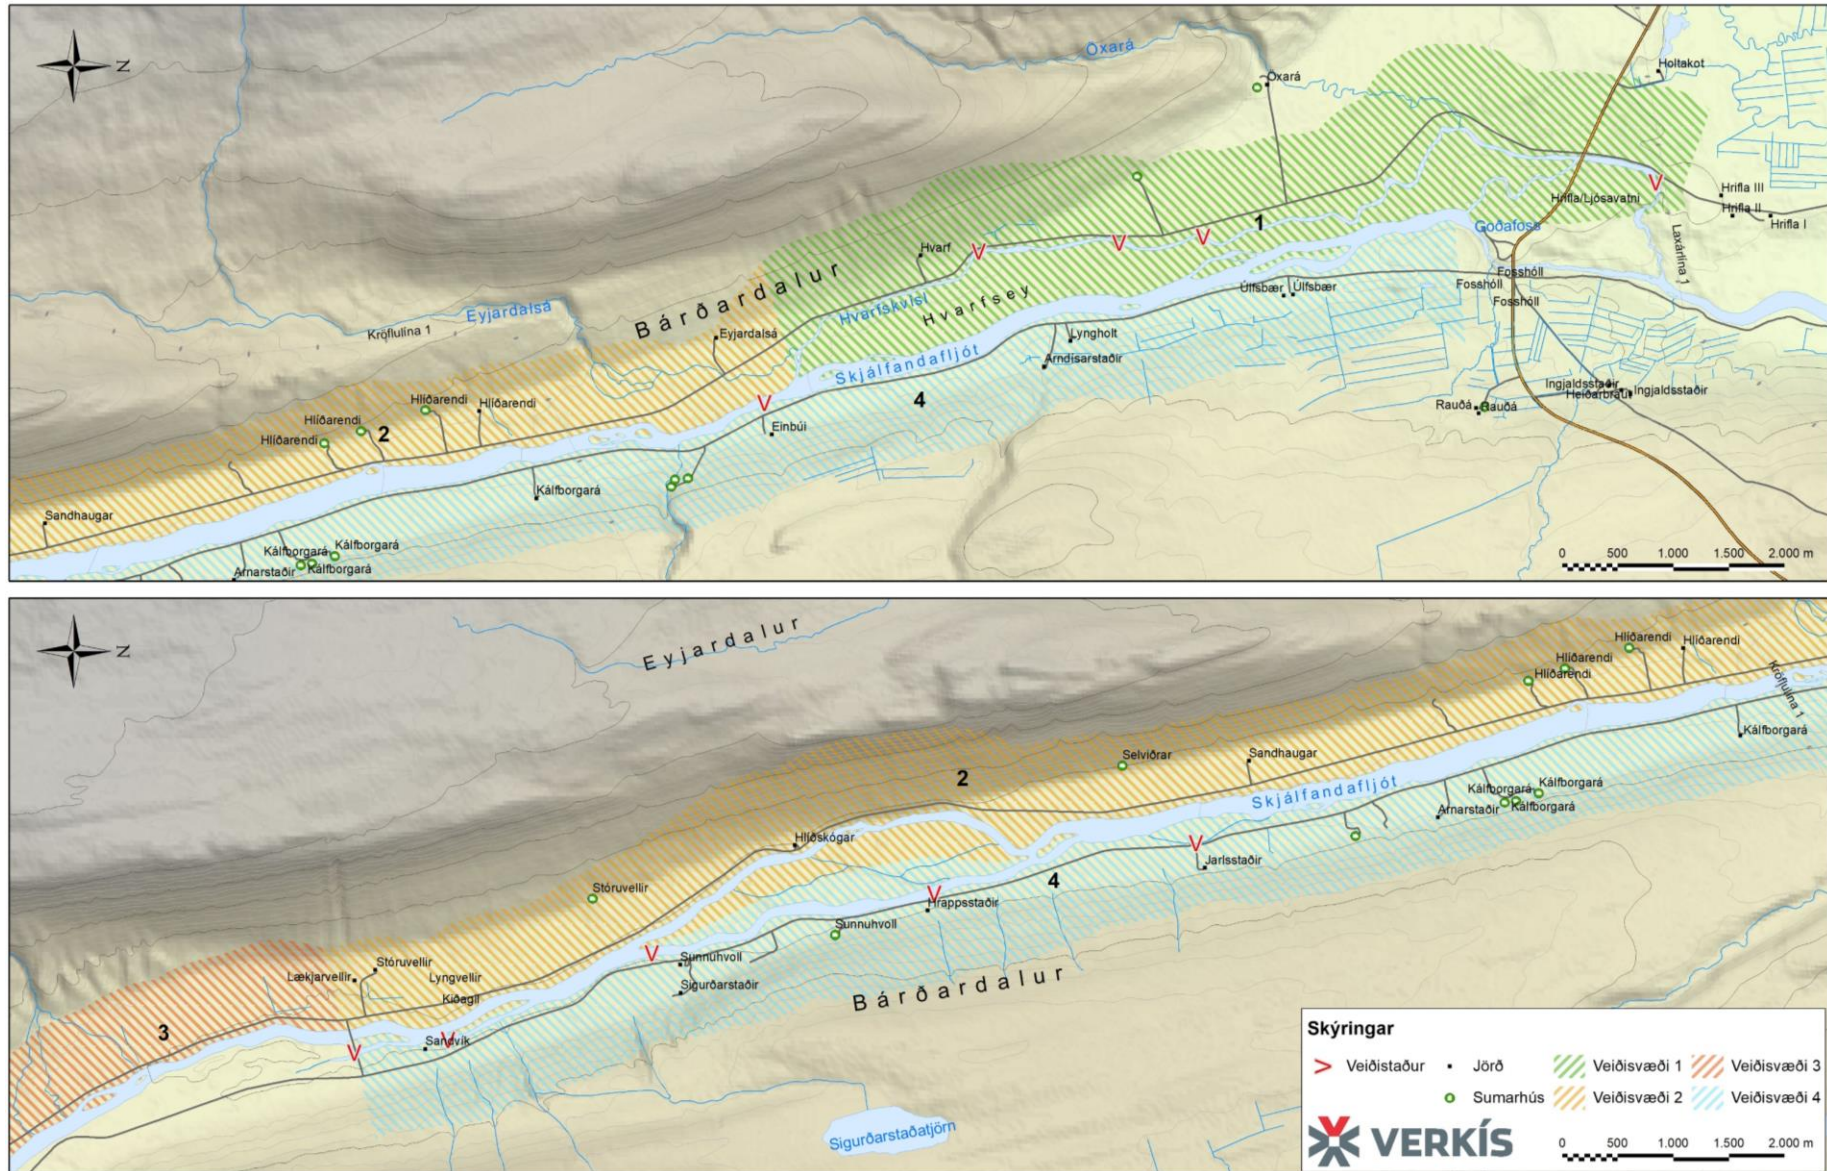 Öxará
Holtakot
Öxará
N
Hrifla III
Hrifla/Ljósavatni
Hrifla II
Hrifla I
1
Goðafoss
Laxárlína 1
Hvarf
Bárðardalur
Fosshóll
Fosshóll
Úlfsbær
Úlfsbær
Fosshóll
Hvarfskvísl
Hvarfsey
Eyjardalsá
Kröflulína 1
Eyjardalsá
Lyngholt
Árndísarstaðir
Skjálfandafljót
4
Ingjaldsstaðir
Ingjaldsstaðir
Heiðarbraut
Rauðá
Rauðá
Hlíðarendi
Hlíðarendi
Hlíðarendi
Hlíðarendi
2
Einbúi
Kálfborgará
Sandhaugar
Kálfborgará
Kálfborgará
Kálfborgará
Arnarstaðir
0 500 1.000 1.500 2.000 m
Eyjardalur
N
Hlíðarendi
Hlíðarendi
Hlíðarendi
Hlíðarendi
Kröflulína 1
Kálfborgará
Selviðrar
Sandhaugar
2
Skjálfandafljót
Kálfborgará
Kálfborgará
Kálfborgará
Arnarstaðir
Hlíðskógar
Jarlsstaðir
4
Stóruvellir
Hrappsstaðir
Sunnuhvoll
Sunnuhvoll
Sigurðarstaðir
Bárðardalur
Stóruvellir
Lækjarvellir
Lyngvellir
Kiðagil
3
Sandvík
Sigurðarstaðatjörn
Skýringar
Veiðistaður
Jörð
Veiðisvæði 1
Veiðisvæði 3
Sumarhús
Veiðisvæði 2
Veiðisvæði 4
VERKÍS
0 500 1.000 1.500 2.000 m